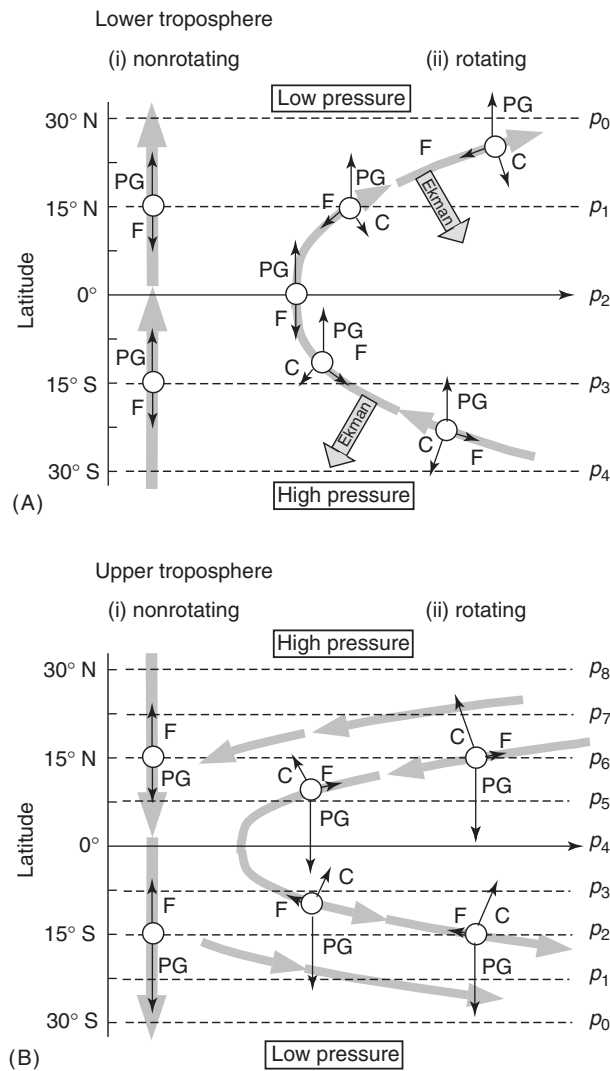 Lower troposphere
(i) nonrotating
(ii) rotating
Low pressure
30° N
PG
p0
F
C
PG
PG
15° N
F
p1
F
C
Ekman
PG
Latitude
0°
p2
F
PG
PG
C
F
15° S
p3
F
PG
Ekman
C
F
30° S
p4
High pressure
(A)
Upper troposphere
(i) nonrotating
(ii) rotating
High pressure
30° N
p8
p7
F
C
F
15° N
p6
C
F
PG
PG
p5
PG
Latitude
0°
p4
C
p3
F
F
F
C
15° S
p2
PG
PG
PG
p1
30° S
p0
Low pressure
(B)